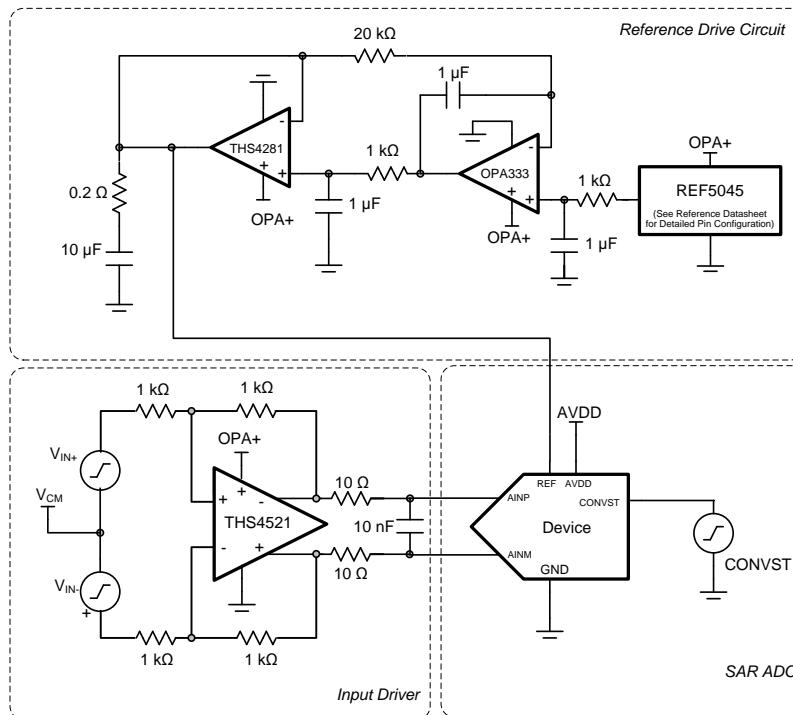 Reference Drive Circuit
20 kΩ
1 µF
-
THS4281
+
+
OPA+
1 kΩ
1 µF
-
OPA333
+
+
OPA+
1 kΩ
1 µF
OPA+
REF5045
(See Reference Datasheet
for Detailed Pin Configuration)
0.2 Ω
10 µF
1 kΩ
1 kΩ
OPA+
VIN+
VCM
VIN-
+
+
+
-
THS4521
-
+
10 Ω
10 nF
10 Ω
1 kΩ
1 kΩ
Input Driver
AVDD
REF
AVDD
CONVST
AINP
Device
AINM
GND
CONVST
SAR ADC